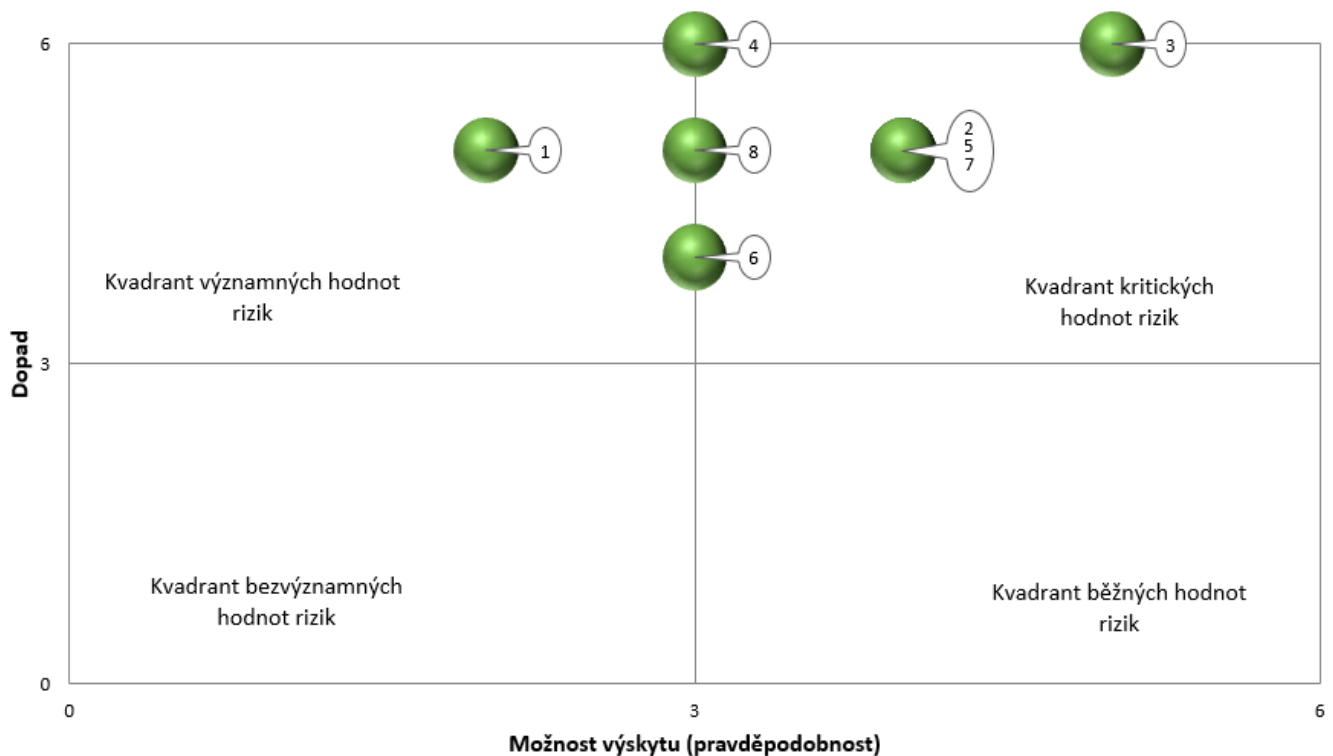 6
4
3
1
8
2
5
7
6
Kvadrant významných hodnot
rizik
Kvadrant kritických
hodnot rizik
Dopad
3
Kvadrant bezvýznamných
hodnot rizik
Kvadrant běžných hodnot
rizik
0
0
3
6
Možnost výskytu (pravděpodobnost)